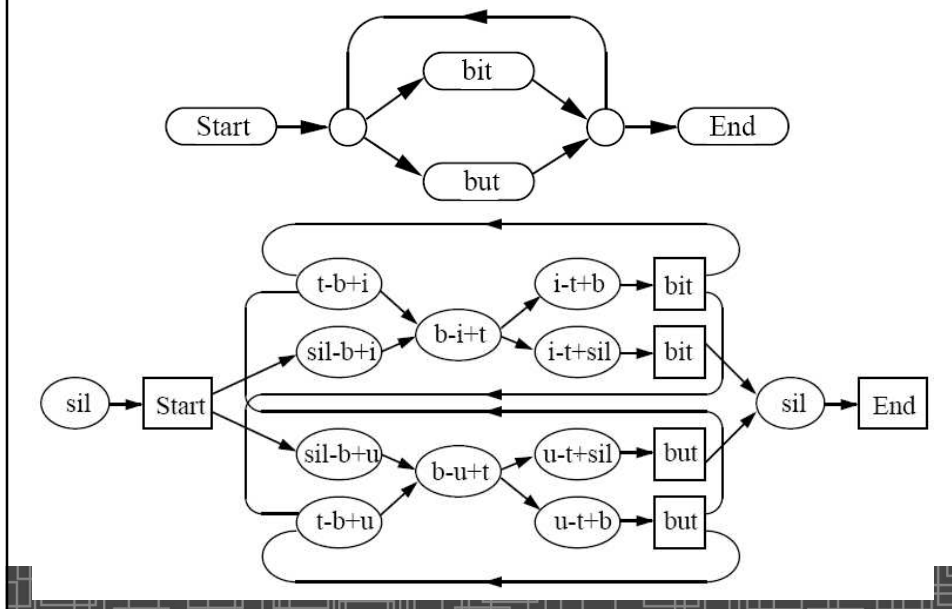 bit
Start
End
but
t-b+i
i-t+b
bit
b-i+t
sil-b+i
i-t+sil
bit
sil
Start
sil
End
sil-b+u
u-t+sil
but
b-u+t
t-b+u
u-t+b
but